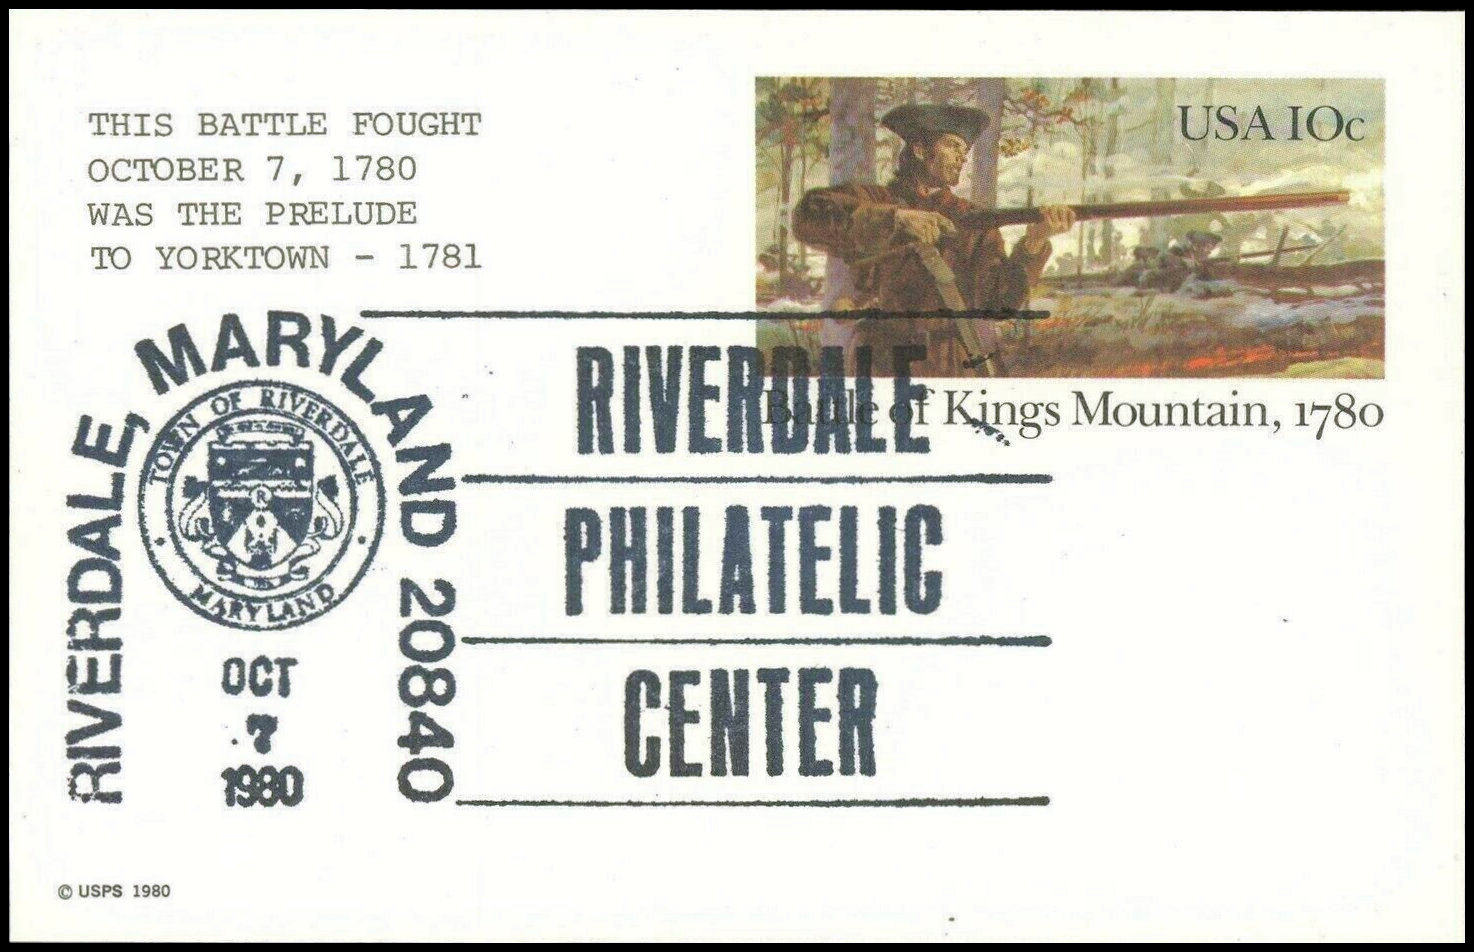 THIS BATTLE FOUGHT
OCTOBER 7, 1780
WAS THE PRELUDE
TO YORKTOWN - 1781
USA 10c
Battle of Kings Mountain, 1780
RIVERDALE, MARYLAND 20840
TOWN OF RIVERDALE
R
MARYLAND
OCT
7
1980
RIVERDALE
PHILATELIC
CENTER
© USPS 1980